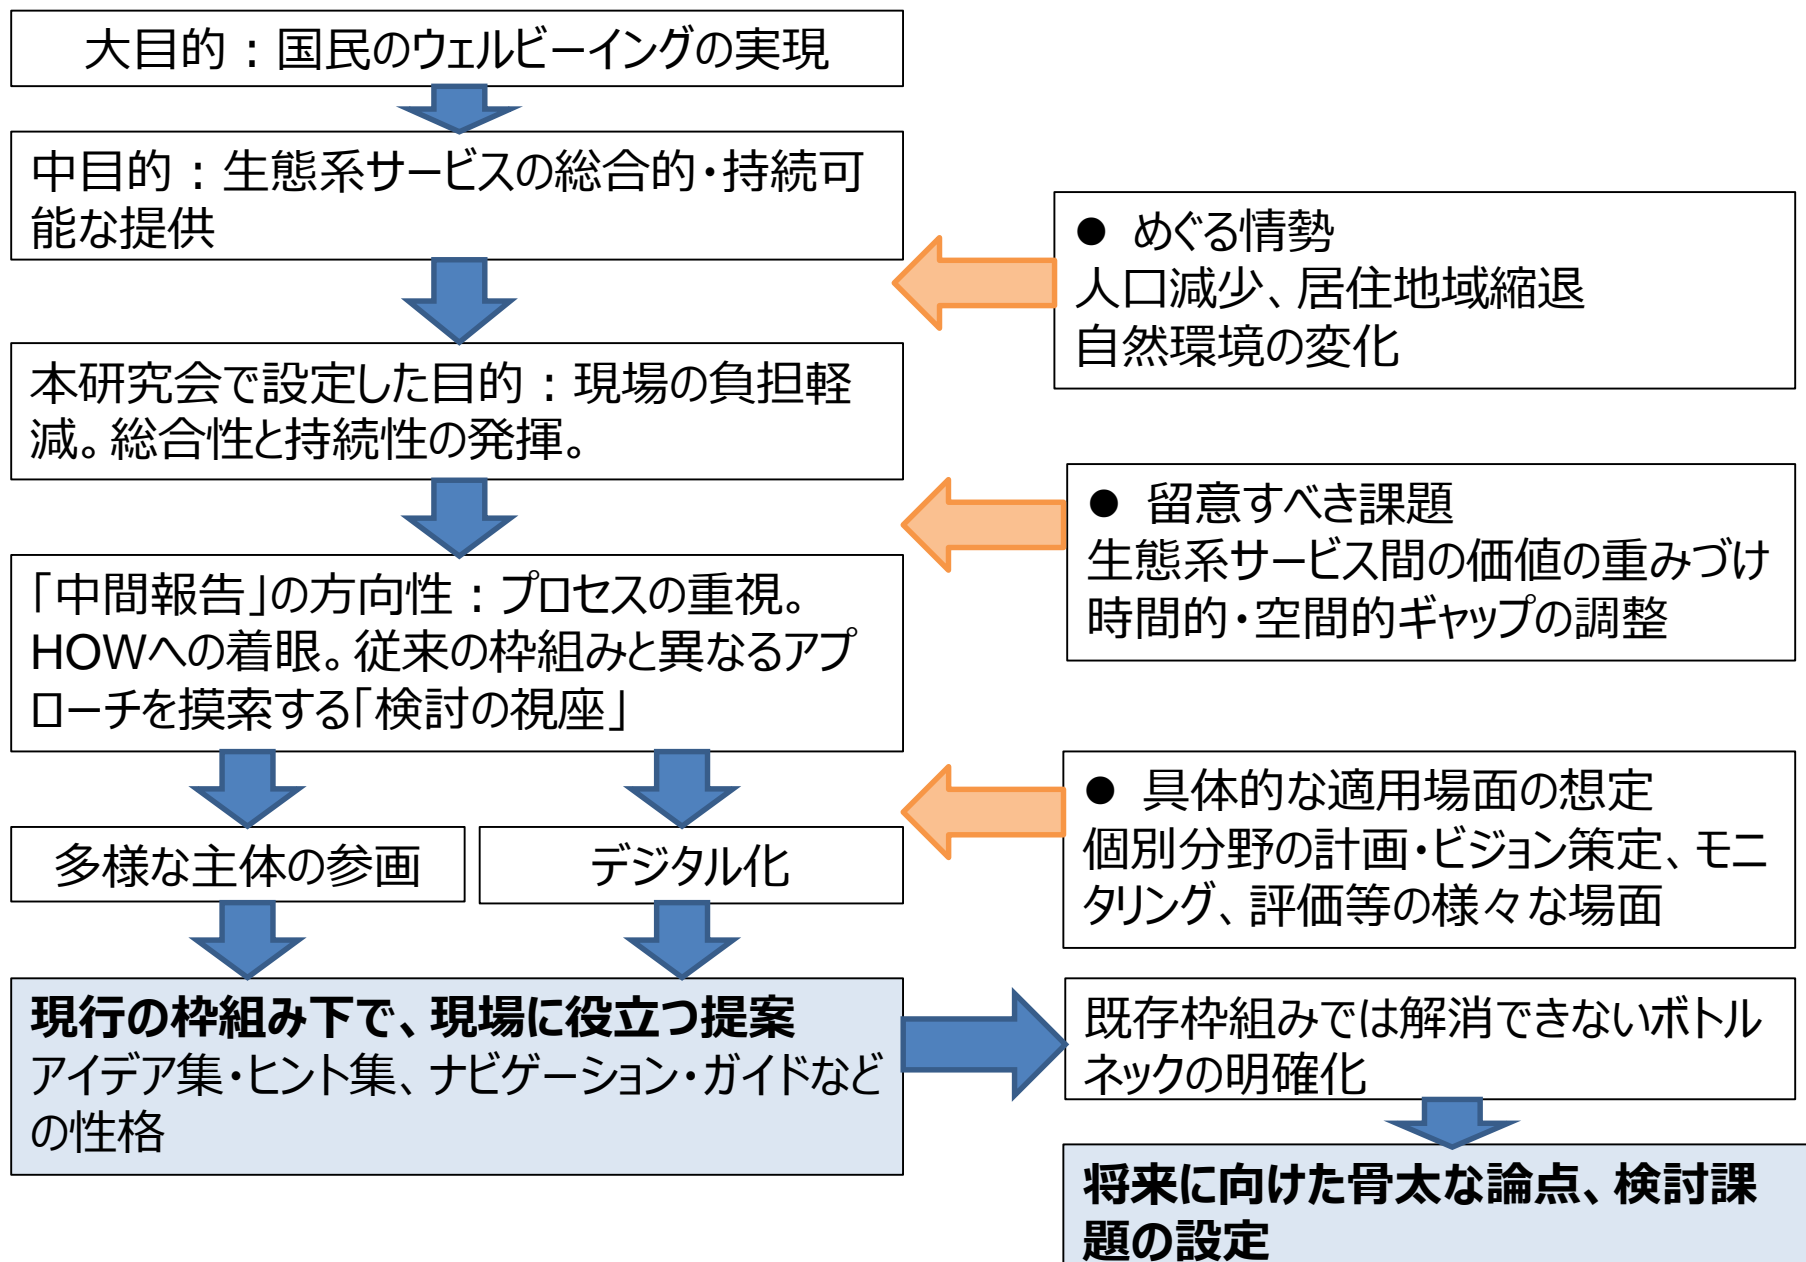 大目的：国民のウェルビーイングの実現
中目的：生態系サービスの総合的・持続可
能な提供
● めぐる情勢
人口減少、居住地域縮退
自然環境の変化
本研究会で設定した目的：現場の負担軽
減。総合性と持続性の発揮。
● 留意すべき課題
生態系サービス間の価値の重みづけ
時間的・空間的ギャップの調整
「中間報告」の方向性：プロセスの重視。
HOWへの着眼。従来の枠組みと異なるアプ
ローチを摸索する「検討の視座」
● 具体的な適用場面の想定
個別分野の計画・ビジョン策定、モニ
タリング、評価等の様々な場面
多様な主体の参画
デジタル化
現行の枠組み下で、現場に役立つ提案
アイデア集・ヒント集、ナビゲーション・ガイドなど
の性格
既存枠組みでは解消できないボトル
ネックの明確化
将来に向けた骨太な論点、検討課
題の設定